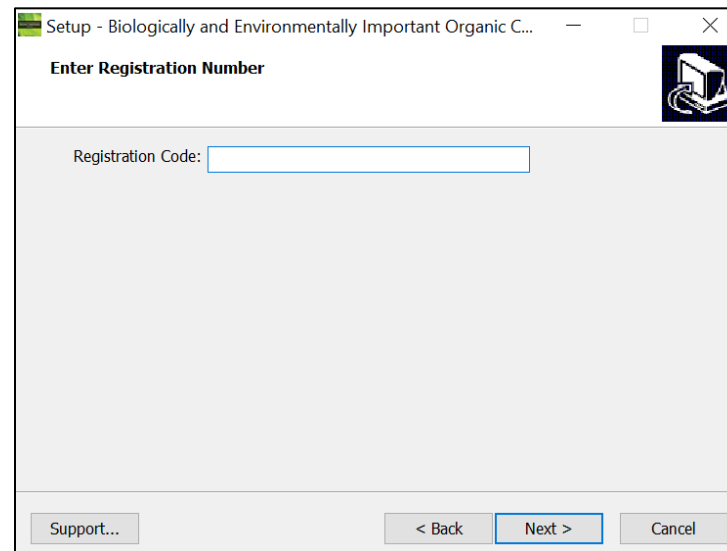 Setup - Biologically and Environmentally Important Organic C...
Enter Registration Number
Registration Code:
Support...
< Back
Next >
Cancel